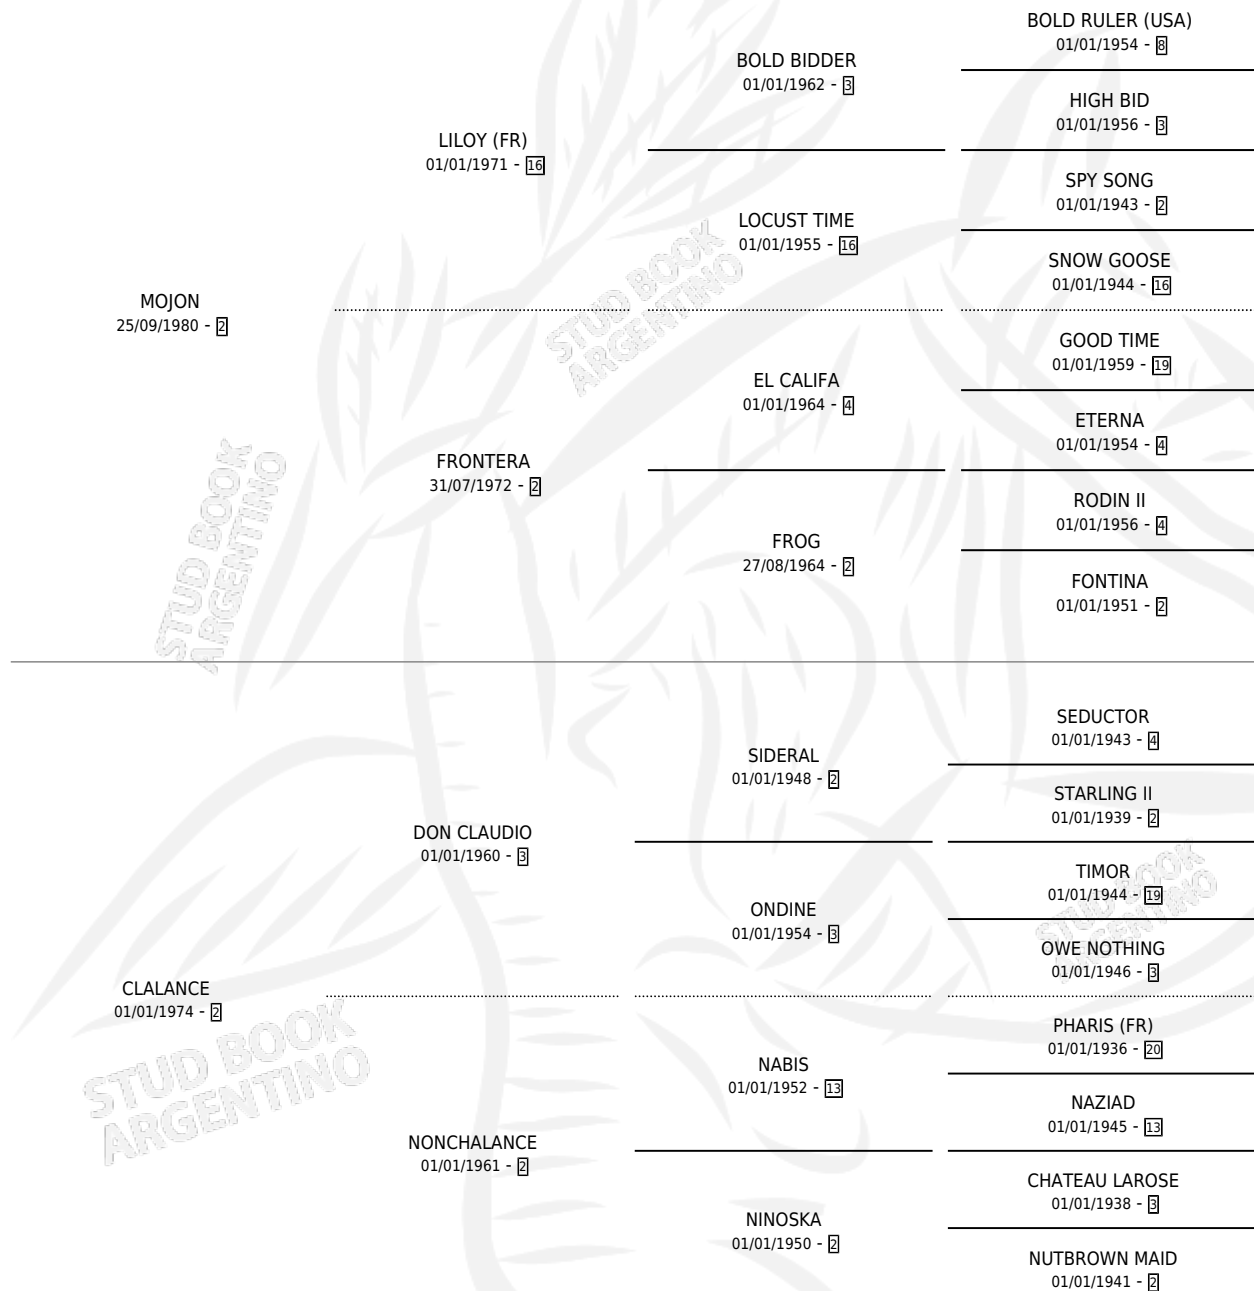 BOLD RULER (USA)
01/01/1954 - 8
BOLD BIDDER
01/01/1962 - 3
HIGH BID
01/01/1956 - 3
LILOY (FR)
01/01/1971 - 16
SPY SONG
01/01/1943 - 2
LOCUST TIME
01/01/1955 - 16
SNOW GOOSE
01/01/1944 - 16
STUD BOOK
ARGENTINO
MOJON
25/09/1980 - 2
GOOD TIME
01/01/1959 - 19
EL CALIFA
01/01/1964 - 4
ETERNA
01/01/1954 - 4
FRONTERA
31/07/1972 - 2
RODIN II
01/01/1956 - 4
FROG
27/08/1964 - 2
FONTINA
01/01/1951 - 2
STUD BOOK
ARGENTINO
SEDUCTOR
01/01/1943 - 4
SIDERAL
01/01/1948 - 2
STARLING II
01/01/1939 - 2
DON CLAUDIO
01/01/1960 - 3
TIMOR
01/01/1944 - 19
ONDINE
01/01/1954 - 3
OWE NOTHING
01/01/1946 - 3
STUD BOOK
ARGENTINO
CLALANCE
01/01/1974 - 2
PHARIS (FR)
01/01/1936 - 20
NABIS
01/01/1952 - 13
NAZIAD
01/01/1945 - 13
STUD BOOK
ARGENTINO
NONCHALANCE
01/01/1961 - 2
CHATEAU LAROSE
01/01/1938 - 3
NINOSKA
01/01/1950 - 2
NUTBROWN MAID
01/01/1941 - 2